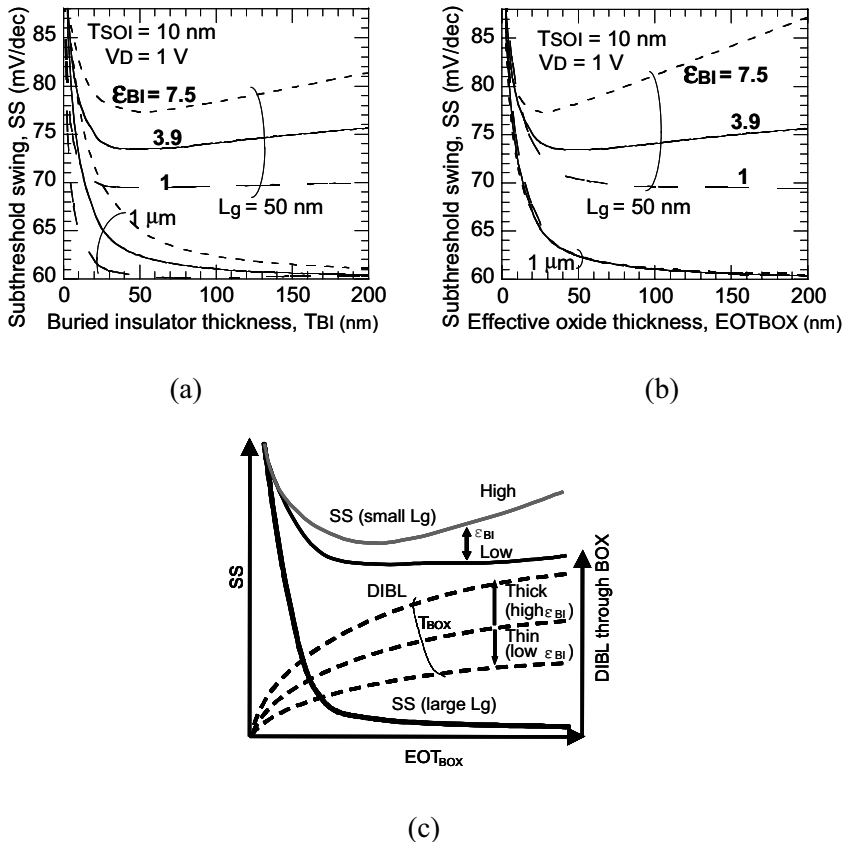 Subthreshold swing, SS (mV/dec)
85
80
75
70
65
60
TSOI = 10 nm
VD = 1 V
εBI = 7.5
3.9
1
Lg = 50 nm
1 μm
0 50 100 150 200
Buried insulator thickness, TBI (nm)
(a)
Subthreshold swing, SS (mV/dec)
85
80
75
70
65
60
TSOI = 10 nm
VD = 1 V
εBI = 7.5
3.9
1
Lg = 50 nm
1 μm
0 50 100 150 200
Effective oxide thickness, EOTBOX (nm)
(b)
SS
High
SS (small Lg)
εBI
Low
DIBL
TBOX
Thick
(high εBI)
Thin
(low εBI)
SS (large Lg)
DIBL through BOX
EOTBOX
(c)